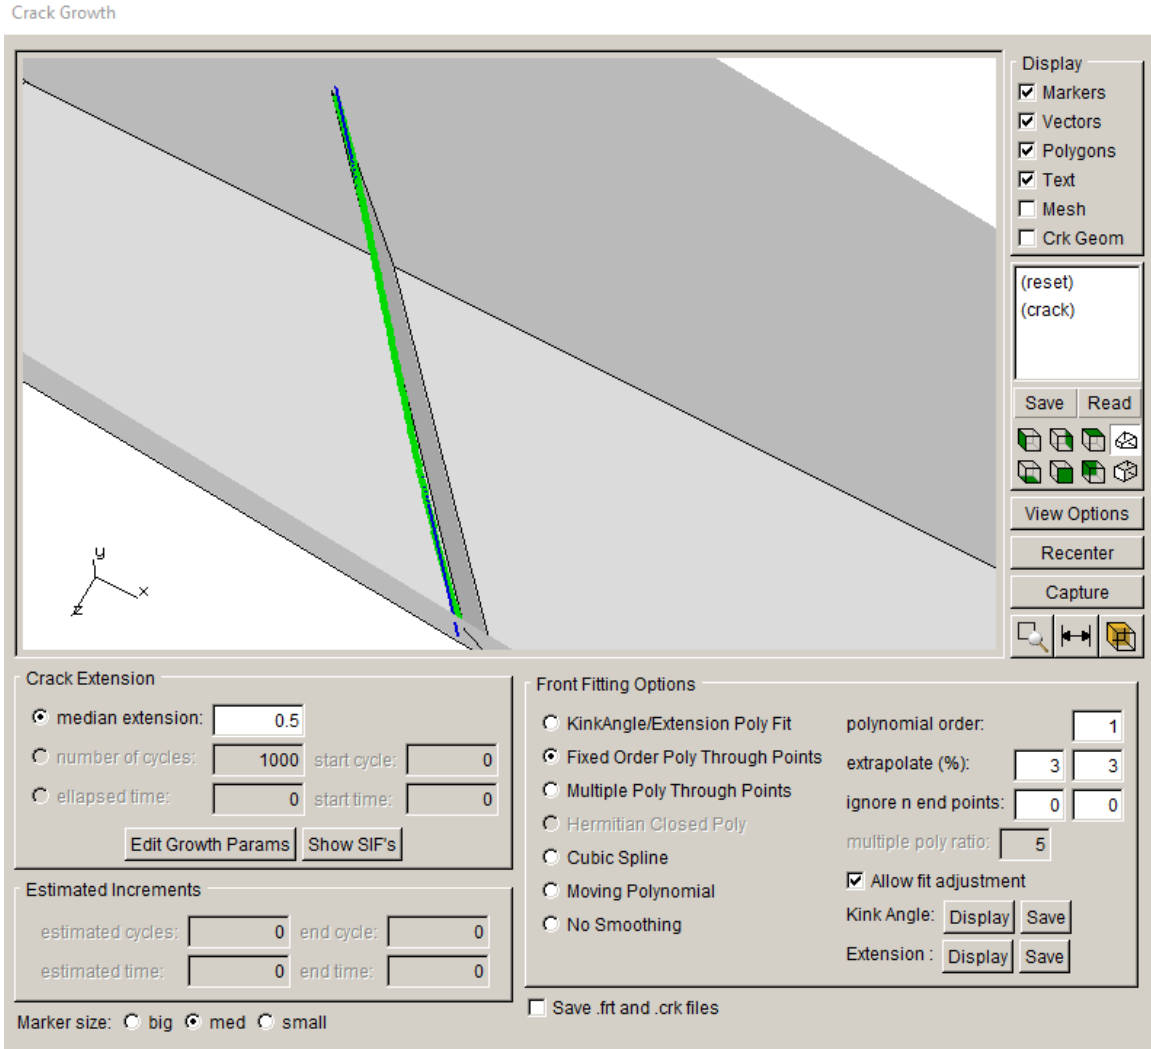 Crack Growth
Display
Markers
Vectors
Polygons
Text
Mesh
Crk Geom
(reset)
(crack)
Save Read
View Options
Recenter
Capture
y
x
z
Crack Extension
median extension: 0.5
number of cycles: 1000 start cycle: 0
ellapsed time: 0 start time: 0
Edit Growth Params Show SIF's
Estimated Increments
estimated cycles: 0 end cycle: 0
estimated time: 0 end time: 0
Marker size: big med small
Front Fitting Options
KinkAngle/Extension Poly Fit
Fixed Order Poly Through Points
Multiple Poly Through Points
Hermitian Closed Poly
Cubic Spline
Moving Polynomial
No Smoothing
polynomial order: 1
extrapolate (%): 3 3
ignore n end points: 0 0
multiple poly ratio: 5
Allow fit adjustment
Kink Angle: Display Save
Extension : Display Save
Save .frt and .crk files